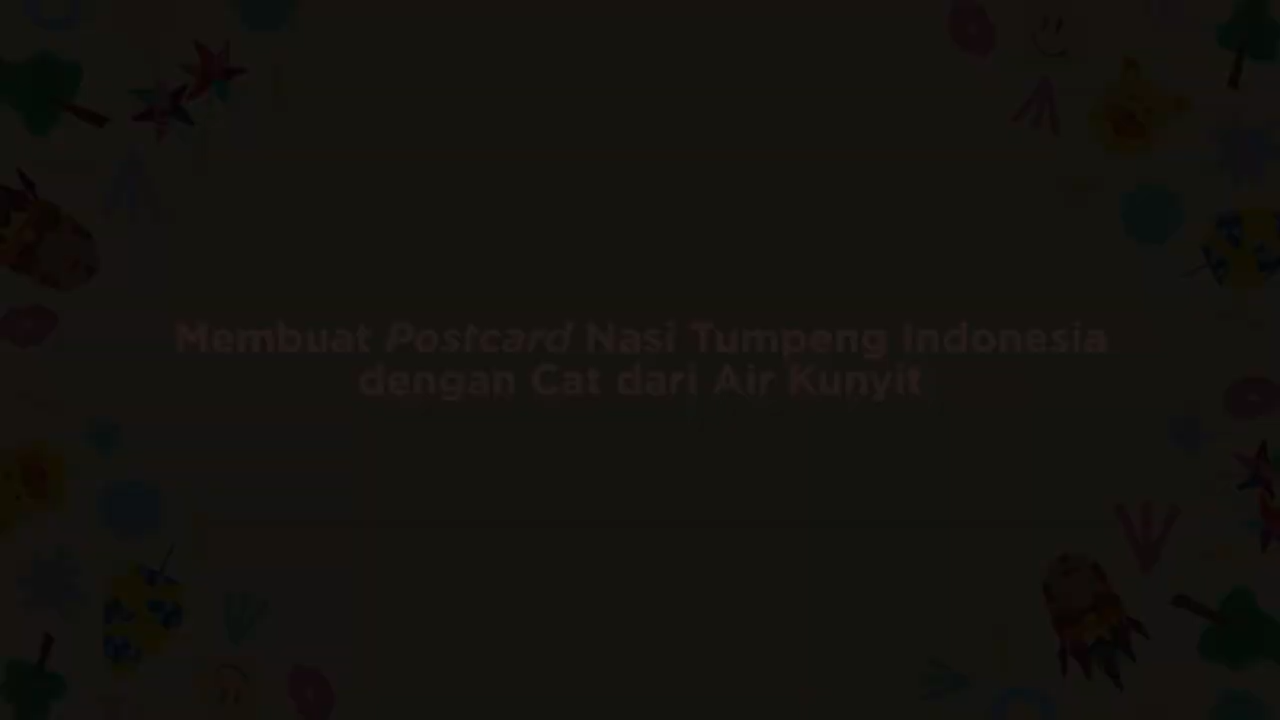 Membuat Postcard Nasi Tumpeng Indonesia
dengan Cat dari Air Kunyit